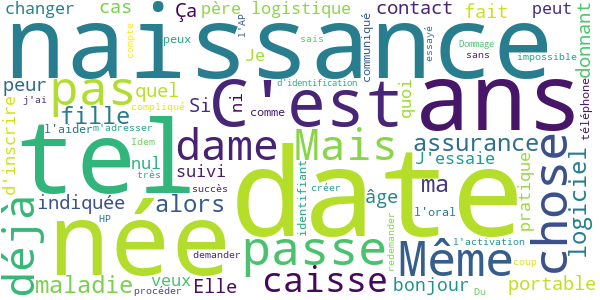 changer cas Ça père logistique contact fait peut
naissance
peux Je l'AP communiqué essayé sais Dommage sans impossible compte donnant
peur pas quel d'identification C'est ans
j'ai compliqué Si ni comme quoi téléphone
d'inscrire fille
l'aider m'adresser dame Mais assurance chose
tel Idem nul suivi J'essaie logiciel
très date identifiant âge ma pratique
déjà indiquée succès alors créer l'oral
HP née demander passe redemander Même l'activation
maladie veux Elle caisse bonjour coup portable
procéder Du